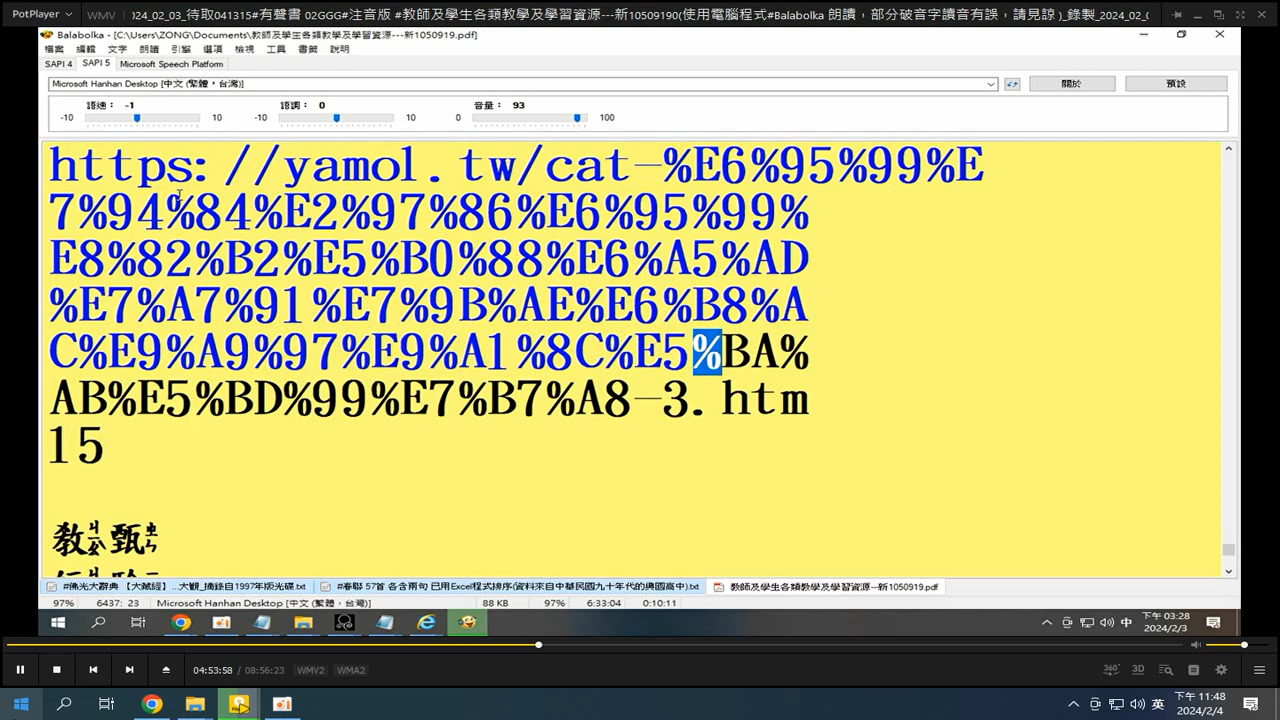 PotPlayer WMV 024_02_03_待取041315#有聲書 02GGG#注音版 #教師及學生各類教學及學習資源---新10509190(使用電腦程式#Balabolka 朗讀，部分破音字讀音有誤，請見諒 )_錄製_2024_02_0
Balabolka - [C:\Users\ZONG\Documents\教師及學生各類教學及學習資源---新1050919.pdf]
檔案 編輯 文字 朗讀 引擎 選項 檢視 工具 書籤 說明
SAPI 4 SAPI 5 Microsoft Speech Platform
Microsoft Hanhan Desktop [中文 (繁體，台灣)] 關於 預設
語速： -1 語調： 0 音量： 93
-10 10 -10 10 0 100
https://yamol.tw/cat-%E6%95%99%E
7%94%84%E2%97%86%E6%95%99%
E8%82%B2%E5%B0%88%E6%A5%AD
%E7%A7%91%E7%9B%AE%E6%B8%A
C%E9%A9%97%E9%A1%8C%E5%BA%
AB%E5%BD%99%E7%B7%A8-3.htm
15
教ㄐㄧㄠ甄ㄓㄣ
#佛光大辭典 【大藏經】...大觀_摘錄自1997年版光碟.txt #春聯 57首 各含兩句 已用Excel程式排序(資料來自中華民國九十年代的興國高中).txt 教師及學生各類教學及學習資源---新1050919.pdf
97% 6437: 23 Microsoft Hanhan Desktop [中文 (繁體，台灣)] 88 KB 97% 6:33:04 0:10:11
中 下午 03:28
2024/2/3
04:53:58 / 08:56:23 WMV2 WMA2 360° 3D
英 下午 11:48
2024/2/4